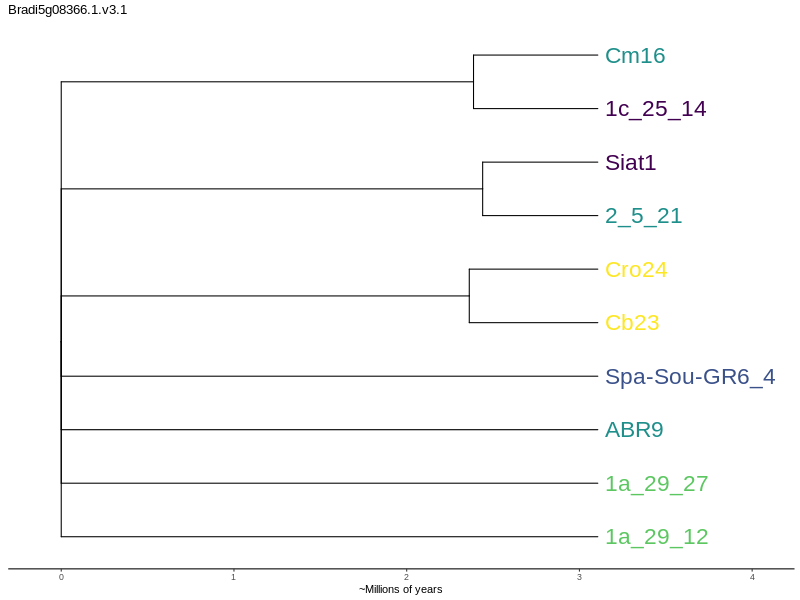 Bradi5g08366.1.v3.1
Cm16
1c_25_14
Siat1
2_5_21
Cro24
Cb23
Spa-Sou-GR6_4
ABR9
1a_29_27
1a_29_12
0 1 2 3 4
~Millions of years